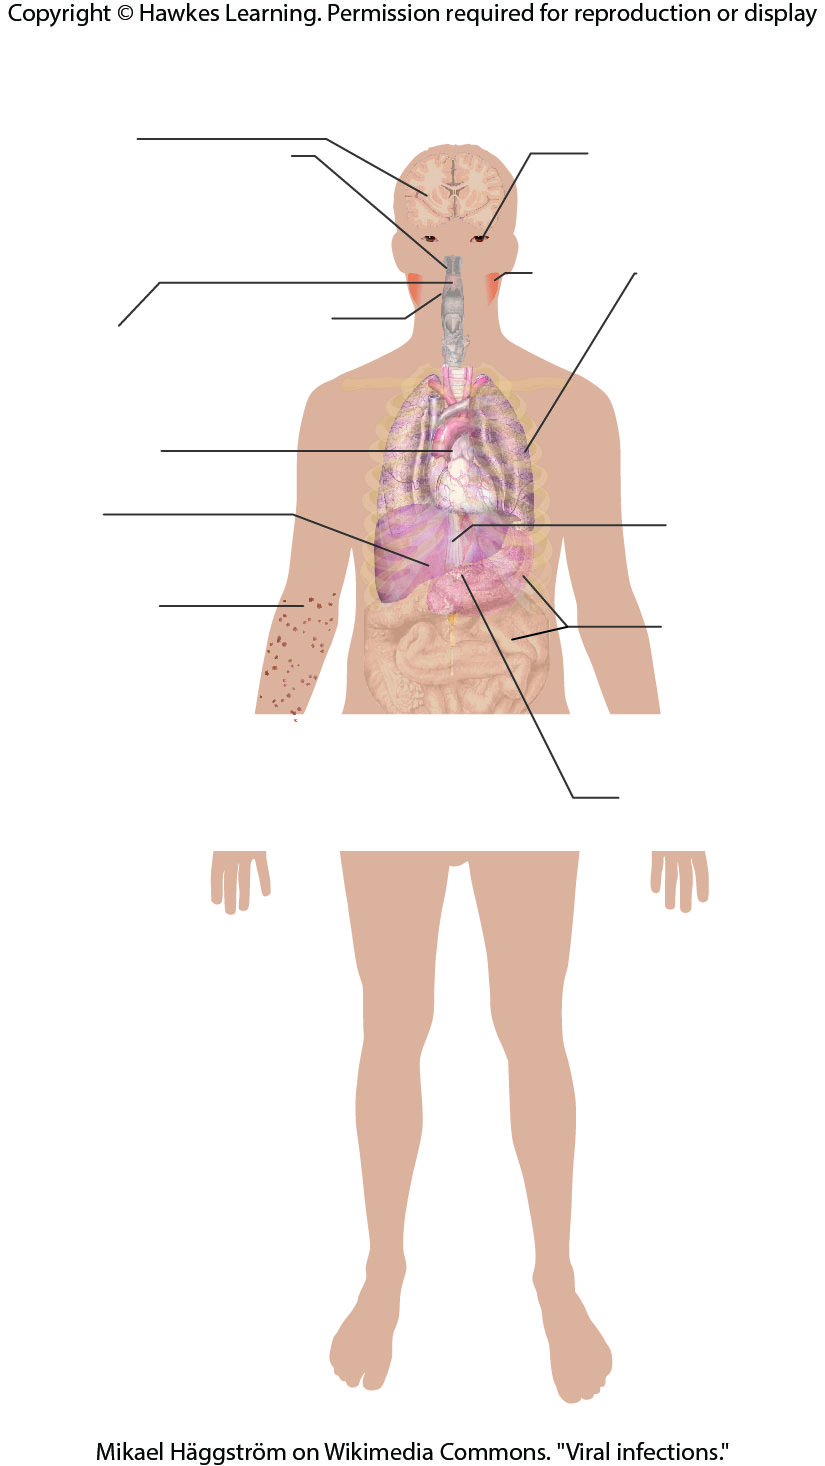 Copyright © Hawkes Learning. Permission required for reproduction or display
Mikael Häggström on Wikimedia Commons. "Viral infections."